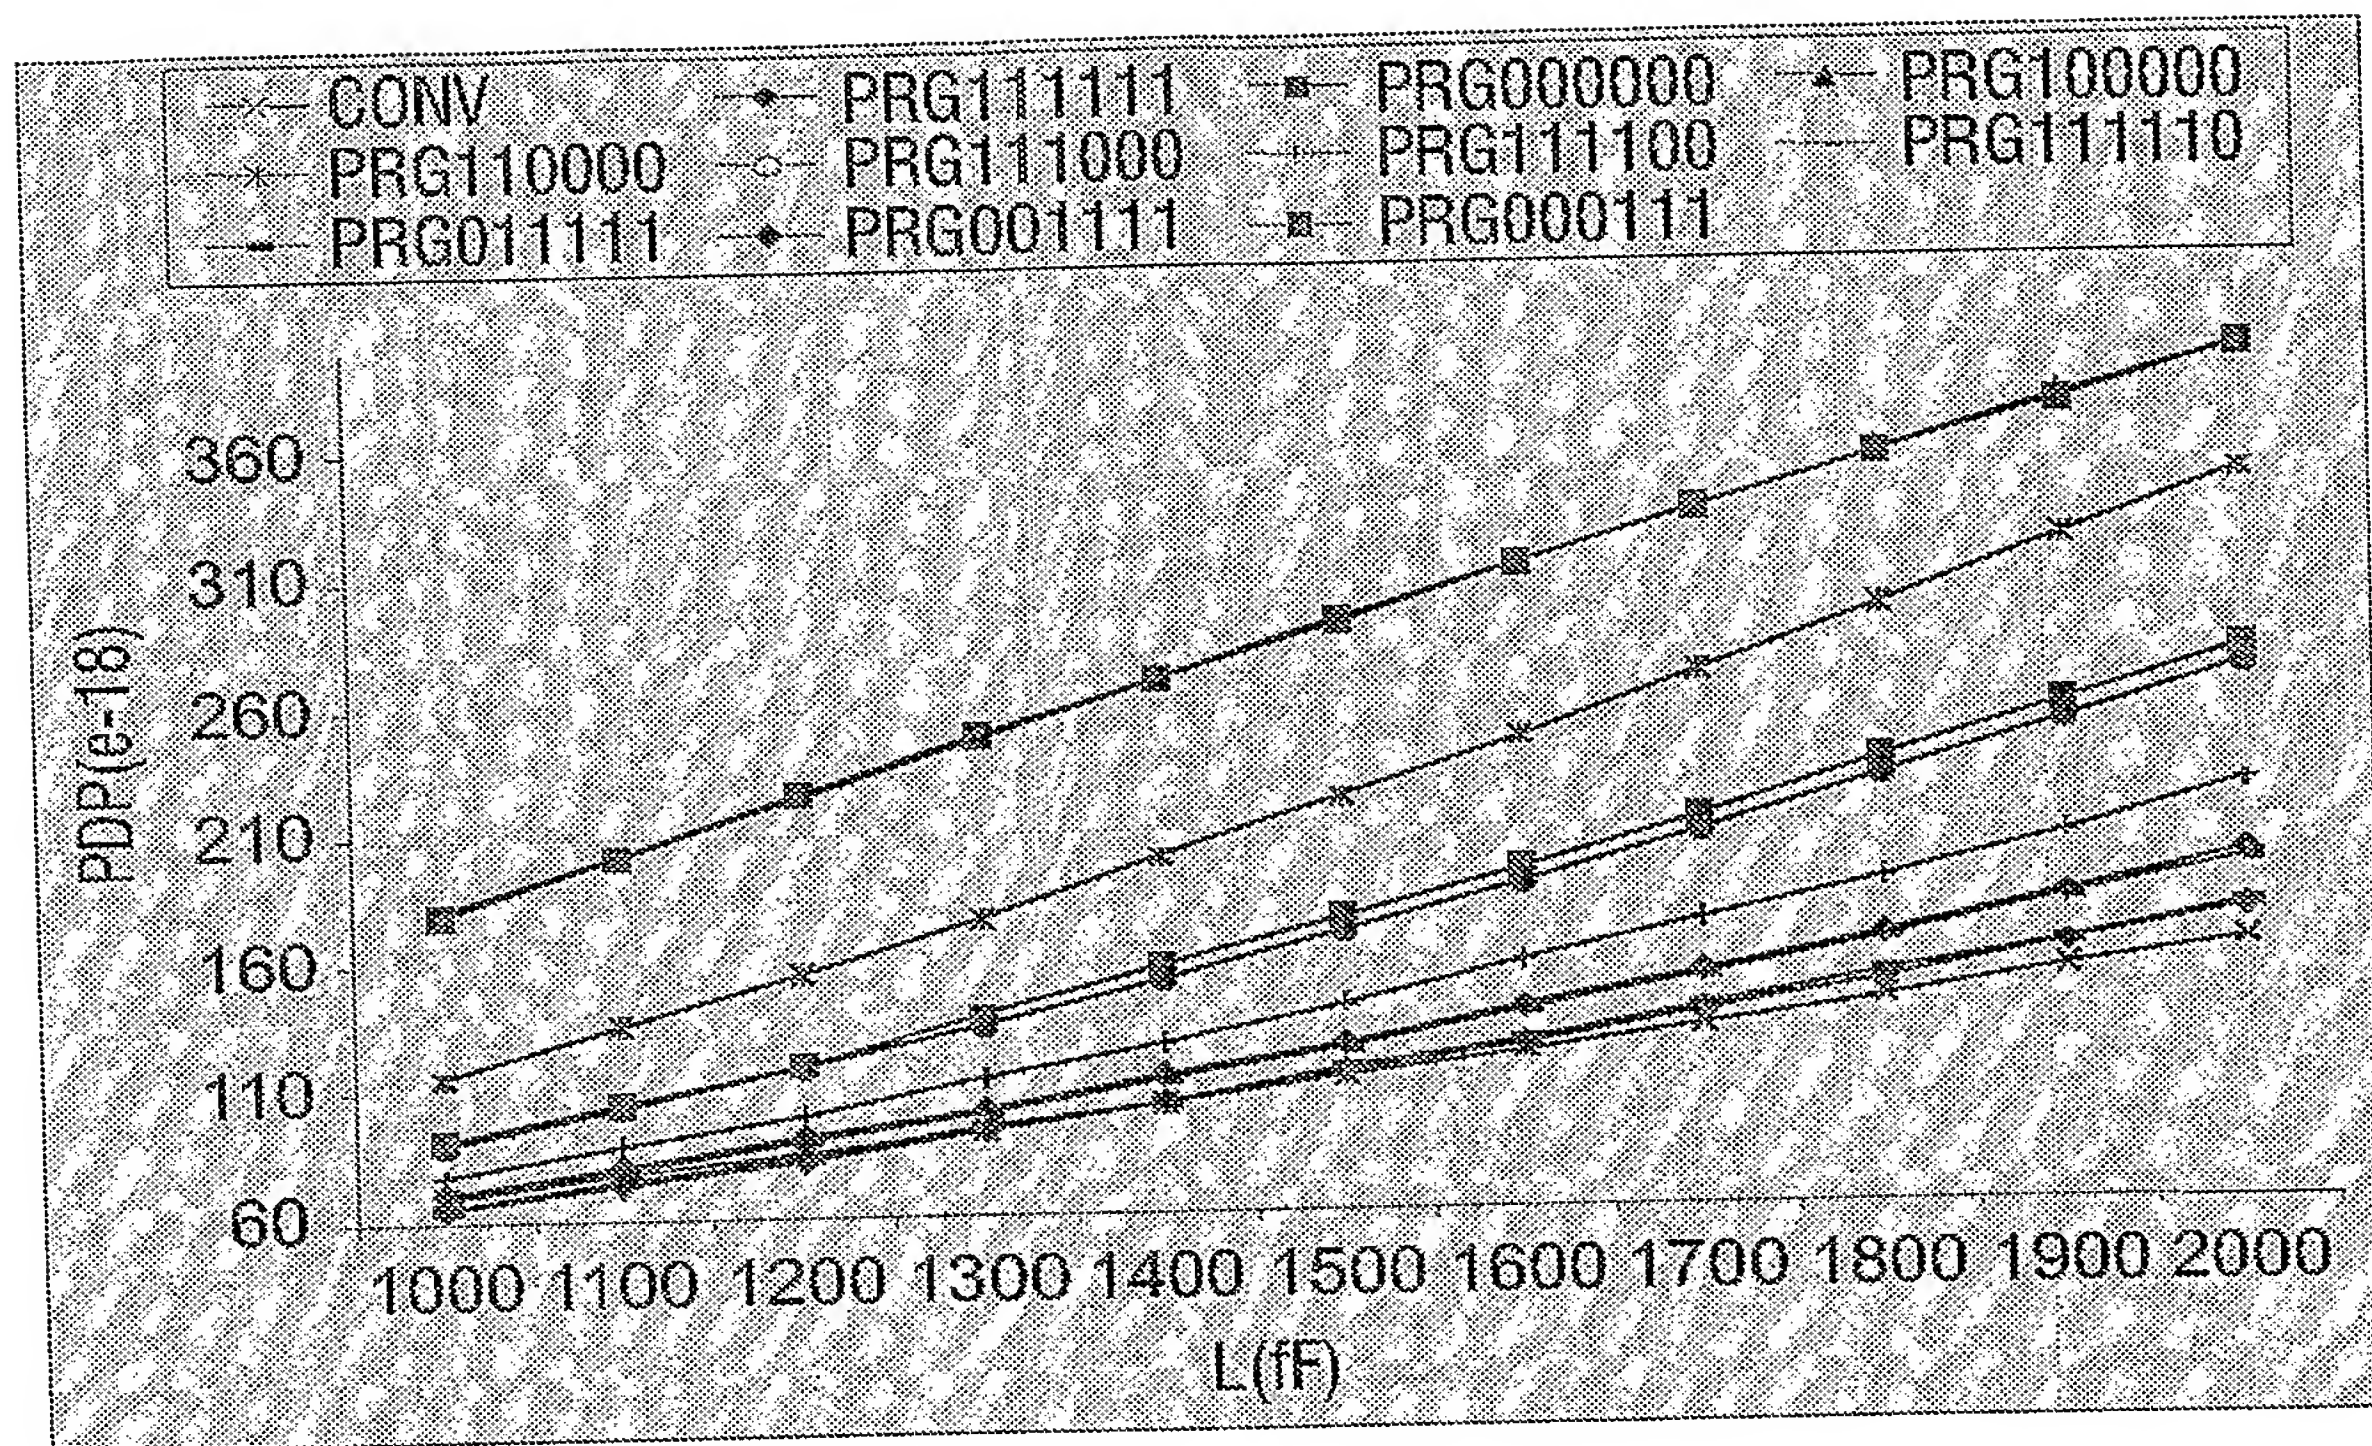 CONV PRG111111 PRG000000 PRG100000
PRG110000 PRG111000 PRG111100 PRG111110
PRG011111 PRG001111 PRG000111
360
310
260
210
160
110
60
PDP(e-18)
1000 1100 1200 1300 1400 1500 1600 1700 1800 1900 2000
L(fF)